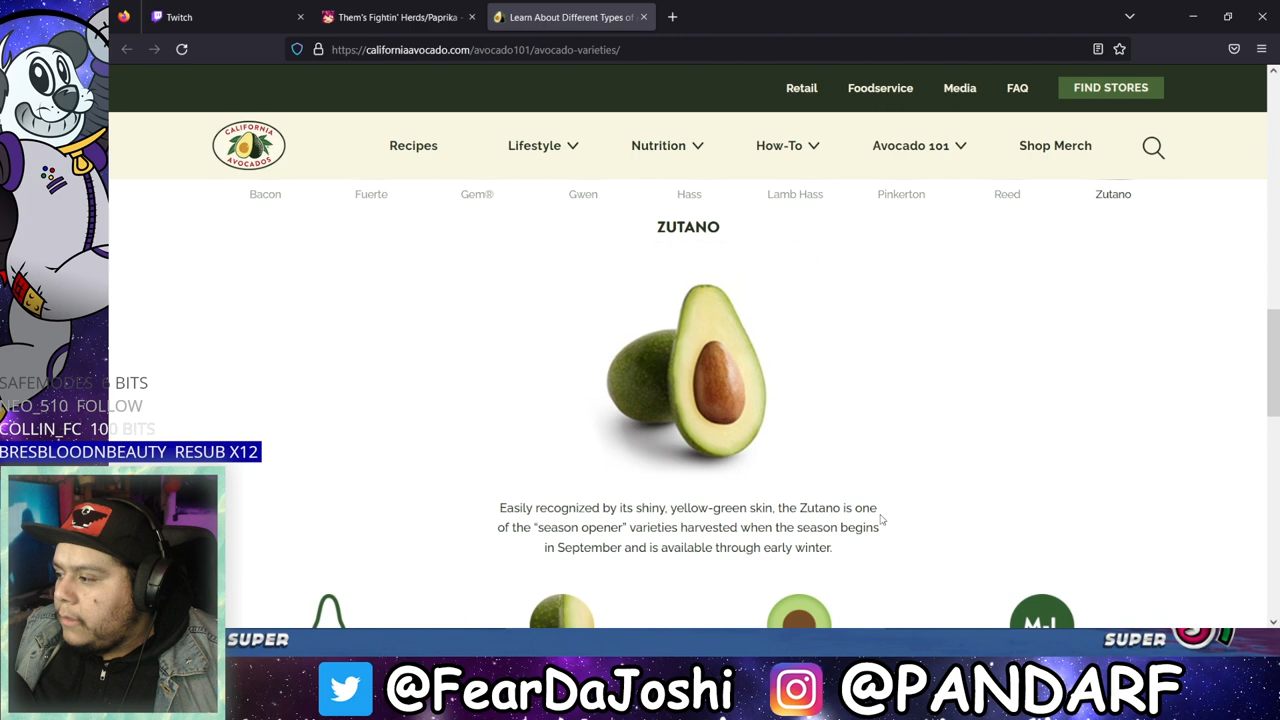 Twitch
Them's Fightin' Herds/Paprika -
Learn About Different Types of
https://californiaavocado.com/avocado101/avocado-varieties/
Retail Foodservice Media FAQ FIND STORES
CALIFORNIA
AVOCADOS
Recipes Lifestyle Nutrition How-To Avocado 101 Shop Merch
Bacon Fuerte Gem® Gwen Hass Lamb Hass Pinkerton Reed Zutano
ZUTANO
Easily recognized by its shiny, yellow-green skin, the Zutano is one
of the “season opener” varieties harvested when the season begins
in September and is available through early winter.
M-L
SAFEMODES 6 BITS
NEO_510 FOLLOW
COLLIN_FC 100 BITS
BRESBLOODNBEAUTY RESUB X12
SUPER SUPER
@FearDaJoshi @PANDARF